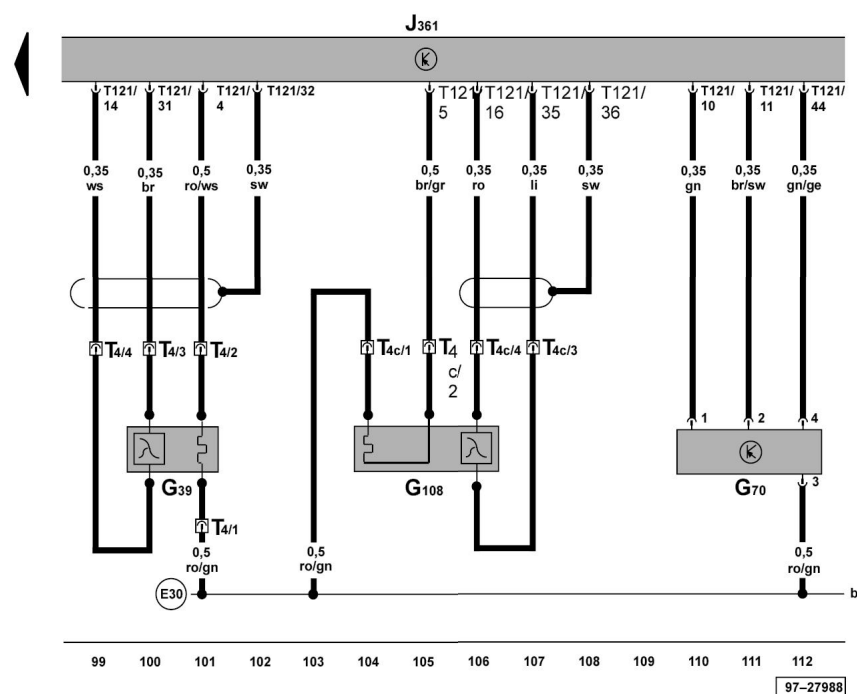 J361
T121/ 14
T121/ 31
T121/ 4
T121/32
T121/ 5
T121/ 16
T121/ 35
T121/ 36
T121/ 10
T121/ 11
T121/ 44
0,35 ws
0,35 br
0,5 ro/ws
0,35 sw
0,5 br/gr
0,35 ro
0,35 li
0,35 sw
0,35 gn
0,35 br/sw
0,35 gn/ge
T4/4
T4/3
T4/2
T4c/1
T4c/2
T4c/4
T4c/3
1
2
4
G39
G108
G70
3
T4/1
0,5 ro/gn
0,5 ro/gn
0,5 ro/gn
E30
b
99 100 101 102 103 104 105 106 107 108 109 110 111 112
97–27988